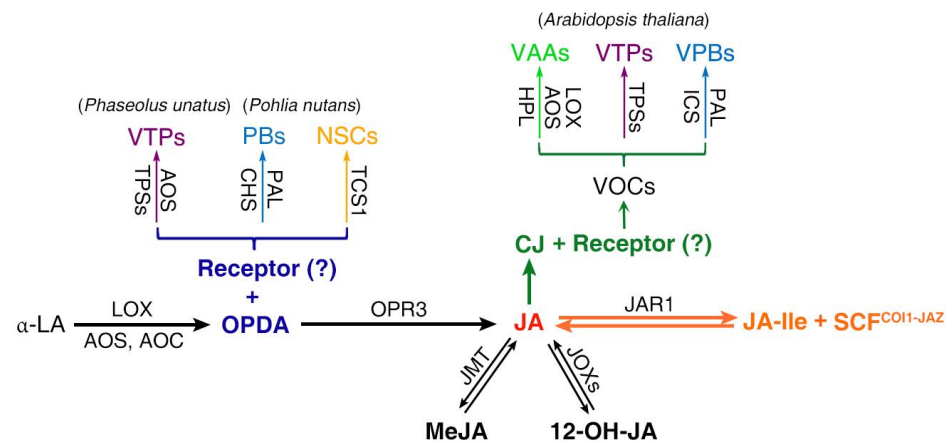 (Arabidopsis thaliana)
VAAs VTPs VPBs
HPL AOS LOX TPSs ICS PAL
(Phaseolus unatus) (Pohlia nutans)
VTPs PBs NSCs
TPSs AOS CHS PAL TCS1
VOCs
CJ + Receptor (?)
Receptor (?)
+
α-LA LOX OPDA OPR3 JA JAR1 JA-Ile + SCFCOI1-JAZ
AOS, AOC
JMT JOXs
MeJA 12-OH-JA